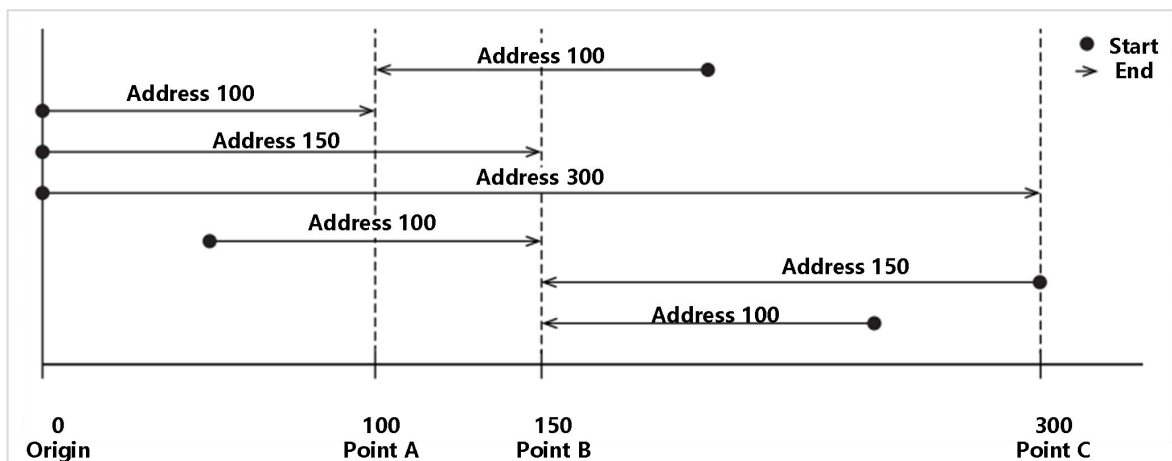 Address 100
Start
End
Address 100
Address 150
Address 300
Address 100
Address 150
Address 100
0 100 150 300
Origin Point A Point B Point C